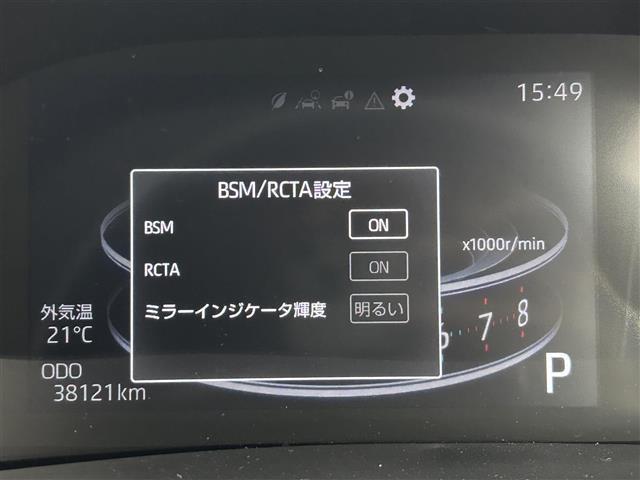 15:49
BSM/RCTA設定
BSM ON
RCTA ON
ミラーインジケータ輝度 明るい
x1000r/min
7 8
外気温
21°C
ODO
38121km
P